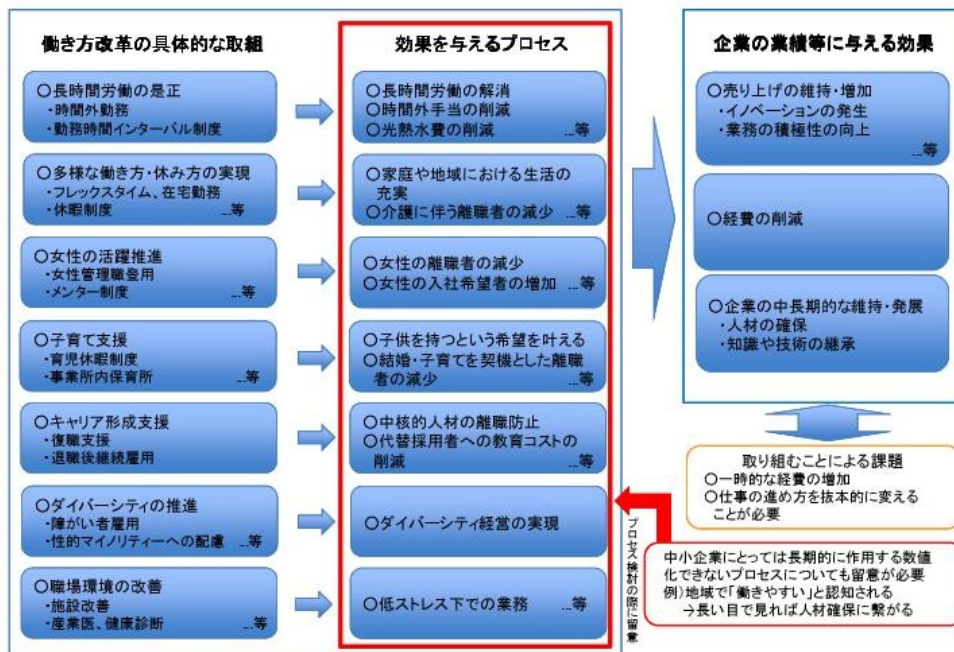 働き方改革の具体的な取組
○長時間労働の是正
・時間外勤務
・勤務時間インターバル制度
○多様な働き方・休み方の実現
・フレックスタイム、在宅勤務
・休暇制度 …等
○女性の活躍推進
・女性管理職登用
・メンター制度 …等
○子育て支援
・育児休暇制度
・事業所内保育所 …等
○キャリア形成支援
・復職支援
・退職後継続雇用
○ダイバーシティの推進
・障がい者雇用
・性的マイノリティーへの配慮 …等
○職場環境の改善
・施設改善
・産業医、健康診断 …等
効果を与えるプロセス
○長時間労働の解消
○時間外手当の削減
○光熱水費の削減 …等
○家庭や地域における生活の
充実
○介護に伴う離職者の減少 …等
○女性の離職者の減少
○女性の入社希望者の増加 …等
○子供を持つという希望を叶える
○結婚・子育てを契機とした離職
者の減少 …等
○中核的人材の離職防止
○代替採用者への教育コストの
削減 …等
○ダイバーシティ経営の実現
○低ストレス下での業務 …等
企業の業績等に与える効果
○売り上げの維持・増加
・イノベーションの発生
・業務の積極性の向上
…等
○経費の削減
○企業の中長期的な維持・発展
・人材の確保
・知識や技術の継承
取り組むことによる課題
○一時的な経費の増加
○仕事の進め方を抜本的に変える
ことが必要
プロセス検討の際に留意
中小企業にとっては長期的に作用する数値
化できないプロセスについても留意が必要
例)地域で「働きやすい」と認知される
→長い目で見れば人材確保に繋がる